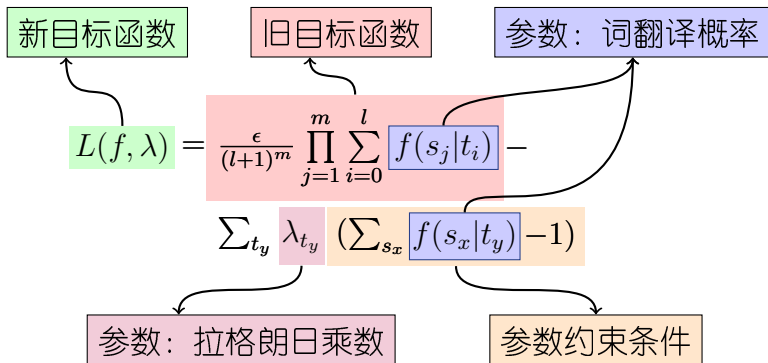 新目标函数 旧目标函数 参数：词翻译概率
L(f, λ) = ϵ/(l+1)^m ∏_{j=1}^{m} ∑_{i=0}^{l} f(s_j|t_i) −
∑_{t_y} λ_{t_y} (∑_{s_x} f(s_x|t_y) −1)
参数：拉格朗日乘数 参数约束条件